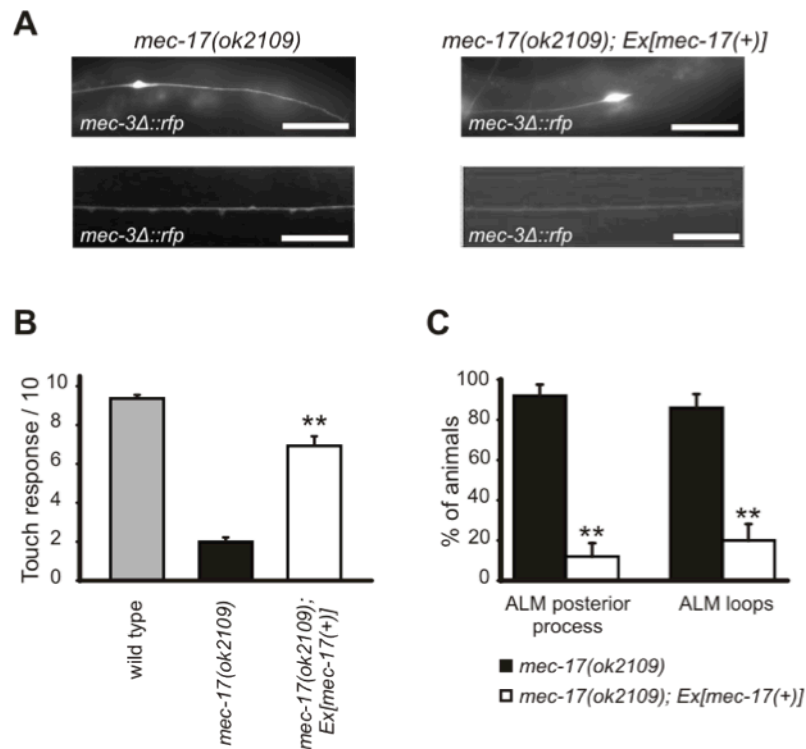 A
mec-17(ok2109)
mec-17(ok2109); Ex[mec-17(+)]
mec-3Δ::rfp
mec-3Δ::rfp
mec-3Δ::rfp
mec-3Δ::rfp
B
Touch response / 10
10
8
6
4
2
0
**
wild type
mec-17(ok2109)
mec-17(ok2109);
Ex[mec-17(+)]
C
% of animals
100
80
60
40
20
0
**
**
ALM posterior
process
ALM loops
mec-17(ok2109)
mec-17(ok2109); Ex[mec-17(+)]